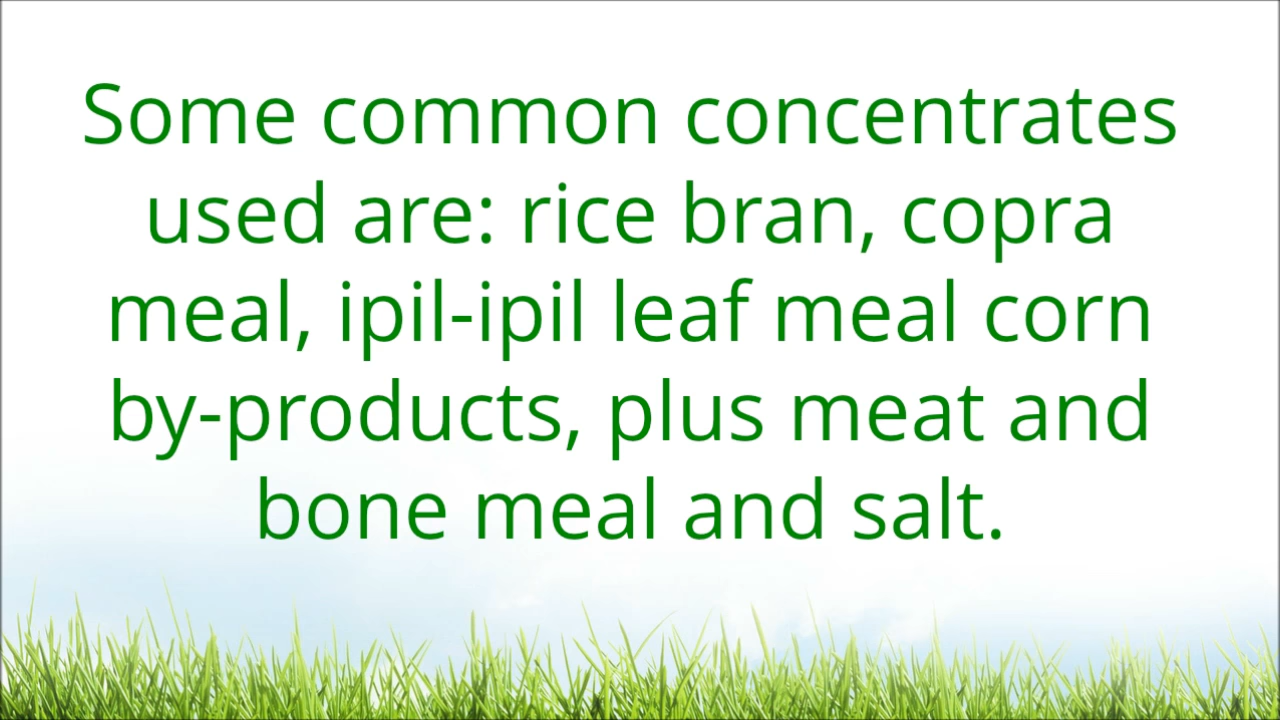 Some common concentrates
used are: rice bran, copra
meal, ipil-ipil leaf meal corn
by-products, plus meat and
bone meal and salt.